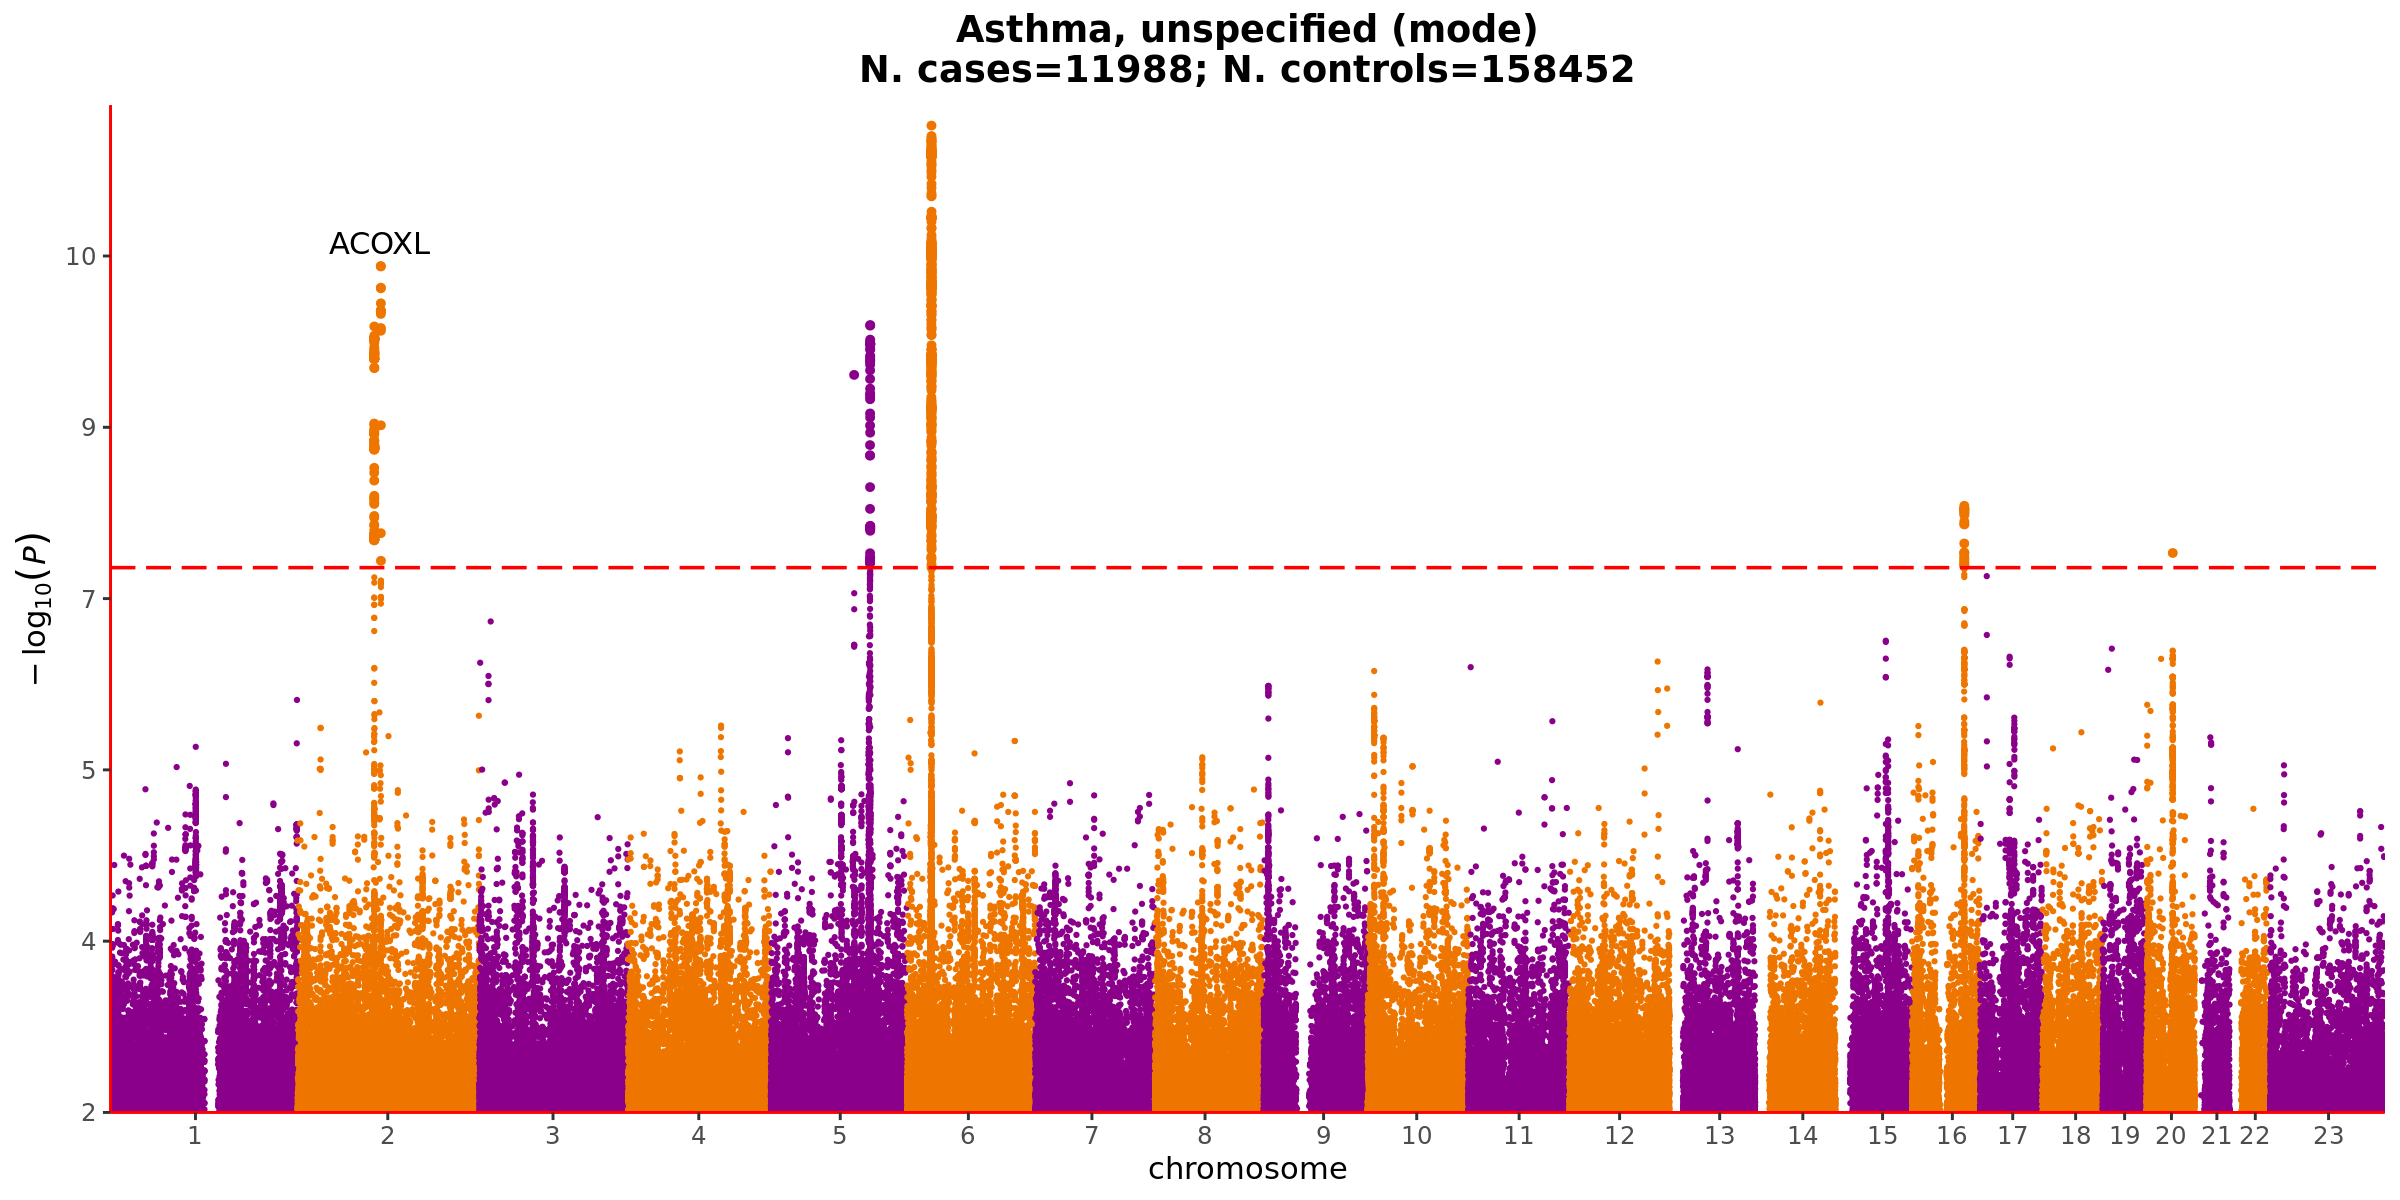 Asthma, unspecified (mode)
N. cases=11988; N. controls=158452
ACOXL
10
9
7
5
4
2
−log10(P)
1 2 3 4 5 6 7 8 9 10 11 12 13 14 15 16 17 18 19 20 21 22 23
chromosome